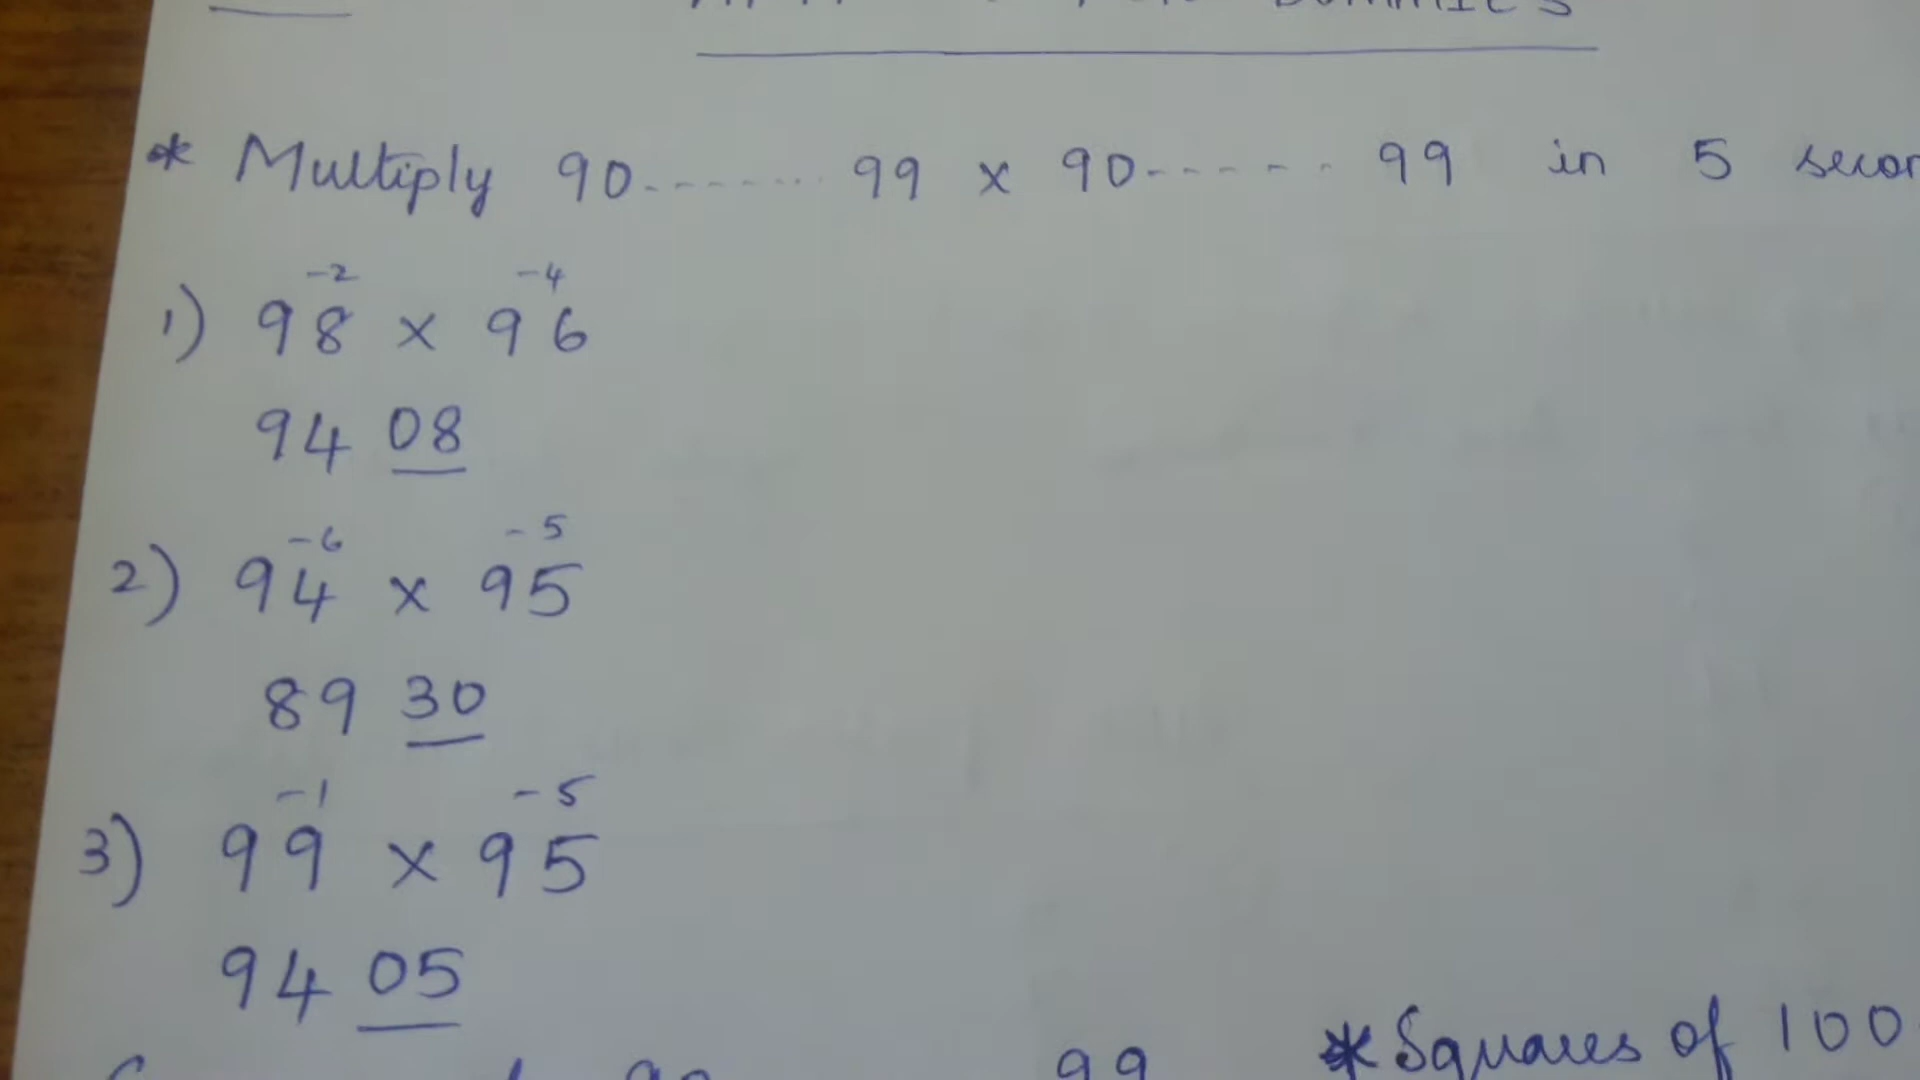 * Multiply 90------- 99 x 90------ 99 in 5
-2 -4
1) 98 x 96
94 08
-6 -5
2) 94 x 95
89 30
-1 -5
3) 99 x 95
94 05
* Squares of 100